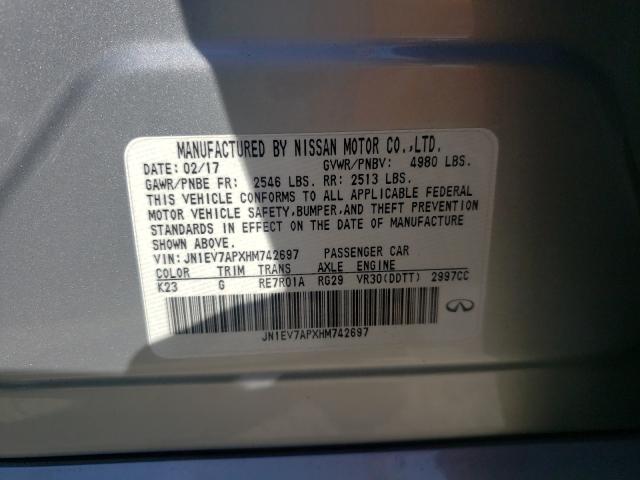 MANUFACTURED BY NISSAN MOTOR CO.,LTD.
DATE: 02/17 GVWR/PNBV: 4980 LBS.
GAWR/PNBE FR: 2546 LBS. RR: 2513 LBS.
THIS VEHICLE CONFORMS TO ALL APPLICABLE FEDERAL
MOTOR VEHICLE SAFETY,BUMPER,AND THEFT PREVENTION
STANDARDS IN EFFECT ON THE DATE OF MANUFACTURE
SHOWN ABOVE.
VIN: JN1EV7APXHM742697 PASSENGER CAR
COLOR TRIM TRANS AXLE ENGINE
K23 G RE7R01A RG29 VR30(DDTT) 2997CC
JN1EV7APXHM742697